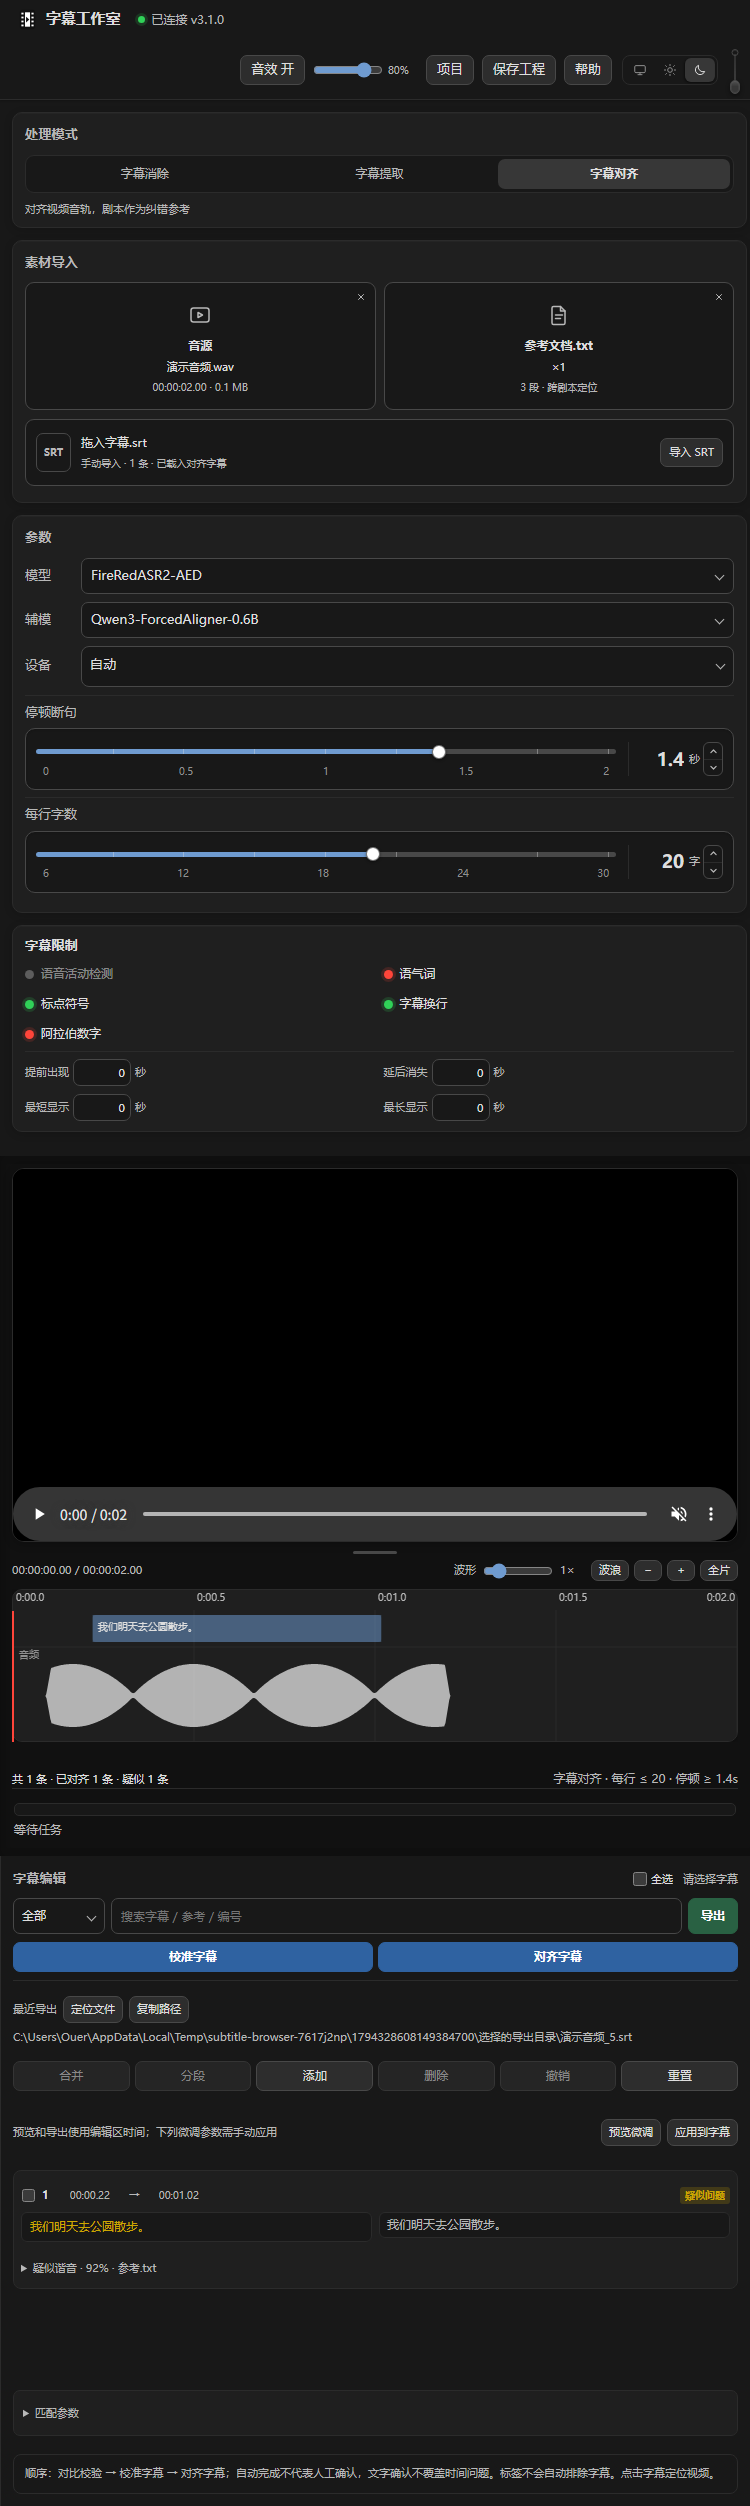 字幕工作室 已连接 v3.1.0
音效 开 80% 项目 保存工程 帮助
处理模式
字幕消除 字幕提取 字幕对齐
对齐视频音轨，剧本作为纠错参考
素材导入
× ×
音源 参考文档.txt
演示音频.wav ×1
00:00:02.00 · 0.1 MB 3 段 · 跨剧本定位
SRT 拖入字幕.srt 导入 SRT
手动导入 · 1 条 · 已载入对齐字幕
参数
模型 FireRedASR2-AED
辅模 Qwen3-ForcedAligner-0.6B
设备 自动
停顿断句
1.4 秒
0 0.5 1 1.5 2
每行字数
20 字
6 12 18 24 30
字幕限制
语音活动检测 语气词
标点符号 字幕换行
阿拉伯数字
提前出现 0 秒 延后消失 0 秒
最短显示 0 秒 最长显示 0 秒
0:00 / 0:02
00:00:00.00 / 00:00:02.00 波形 1× 波浪 − + 全片
0:00.0 0:00.5 0:01.0 0:01.5 0:02.0
我们明天去公圆散步。
音频
共 1 条 · 已对齐 1 条 · 疑似 1 条 字幕对齐 · 每行 ≤ 20 · 停顿 ≥ 1.4s
等待任务
字幕编辑 全选 请选择字幕
全部 搜索字幕 / 参考 / 编号 导出
校准字幕 对齐字幕
最近导出 定位文件 复制路径
C:\Users\Ouer\AppData\Local\Temp\subtitle-browser-7617j2np\1794328608149384700\选择的导出目录\演示音频_5.srt
合并 分段 添加 删除 撤销 重置
预览和导出使用编辑区时间；下列微调参数需手动应用 预览微调 应用到字幕
1 00:00.22 → 00:01.02 疑似问题
我们明天去公圆散步。 我们明天去公园散步。
疑似谐音 · 92% · 参考.txt
匹配参数
顺序：对比校验 → 校准字幕 → 对齐字幕；自动完成不代表人工确认，文字确认不覆盖时间问题。标签不会自动排除字幕。点击字幕定位视频。